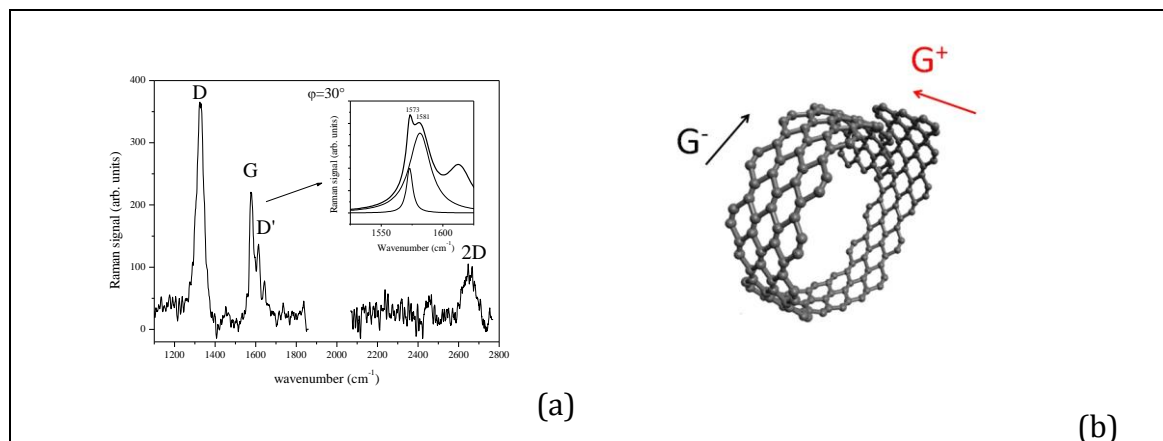 D
G
D'
2D
φ=30°
1573
1581
Raman signal (arb. units)
1550
1600
Wavenumber (cm⁻¹)
400
300
200
100
0
Raman signal (arb. units)
1200 1400 1600 1800 2000 2200 2400 2600 2800
wavenumber (cm⁻¹)
(a)
G⁻
G⁺
(b)